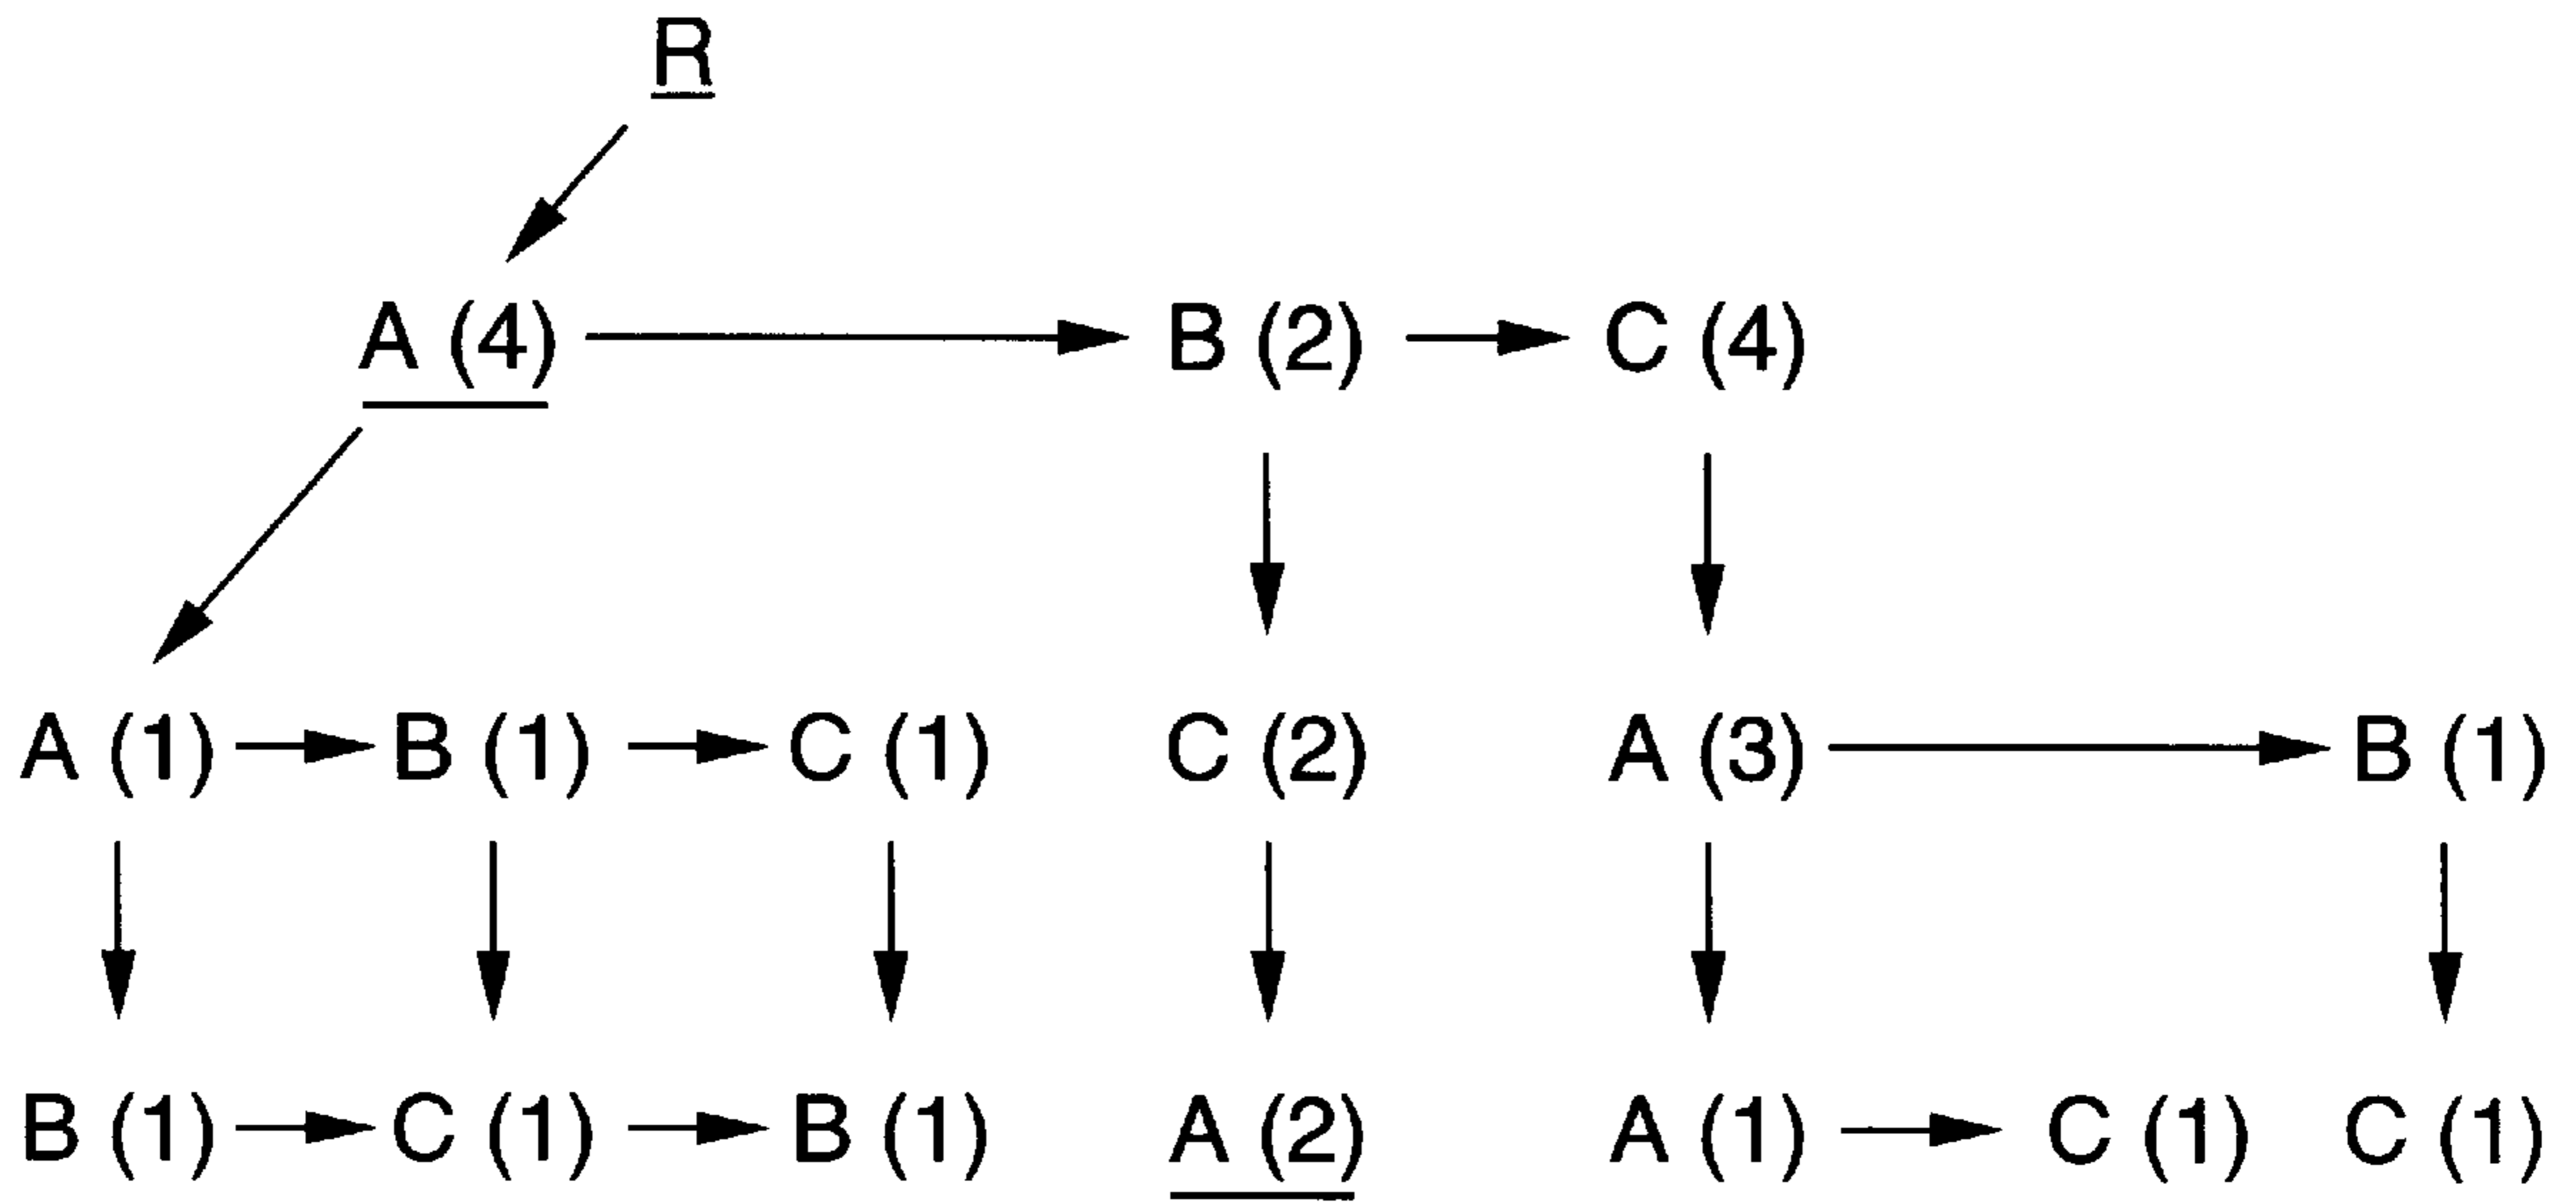 R
A (4) B (2) C (4)
A (1) B (1) C (1) C (2) A (3) B (1)
B (1) C (1) B (1) A (2) A (1) C (1) C (1)